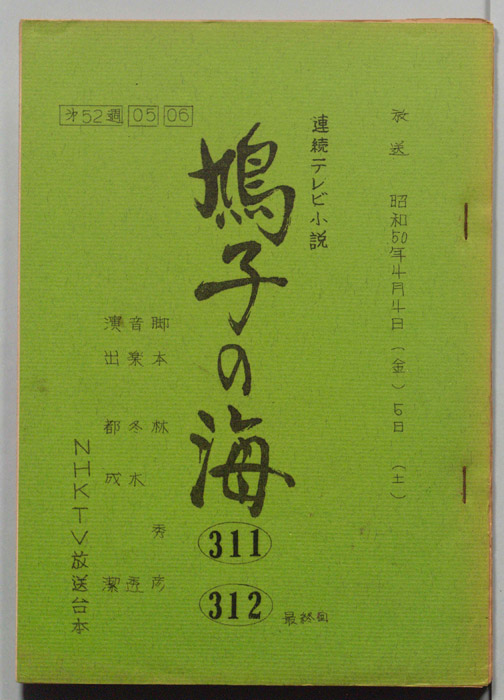 放送 昭和50年4月4日(金)5日(土)
連続テレビ小説
鳩子の海
311
312
最終回
第52週 05 06
脚本 林 秀彦
音楽 冬木 透
演出 都成 潔
NHKTV放送台本